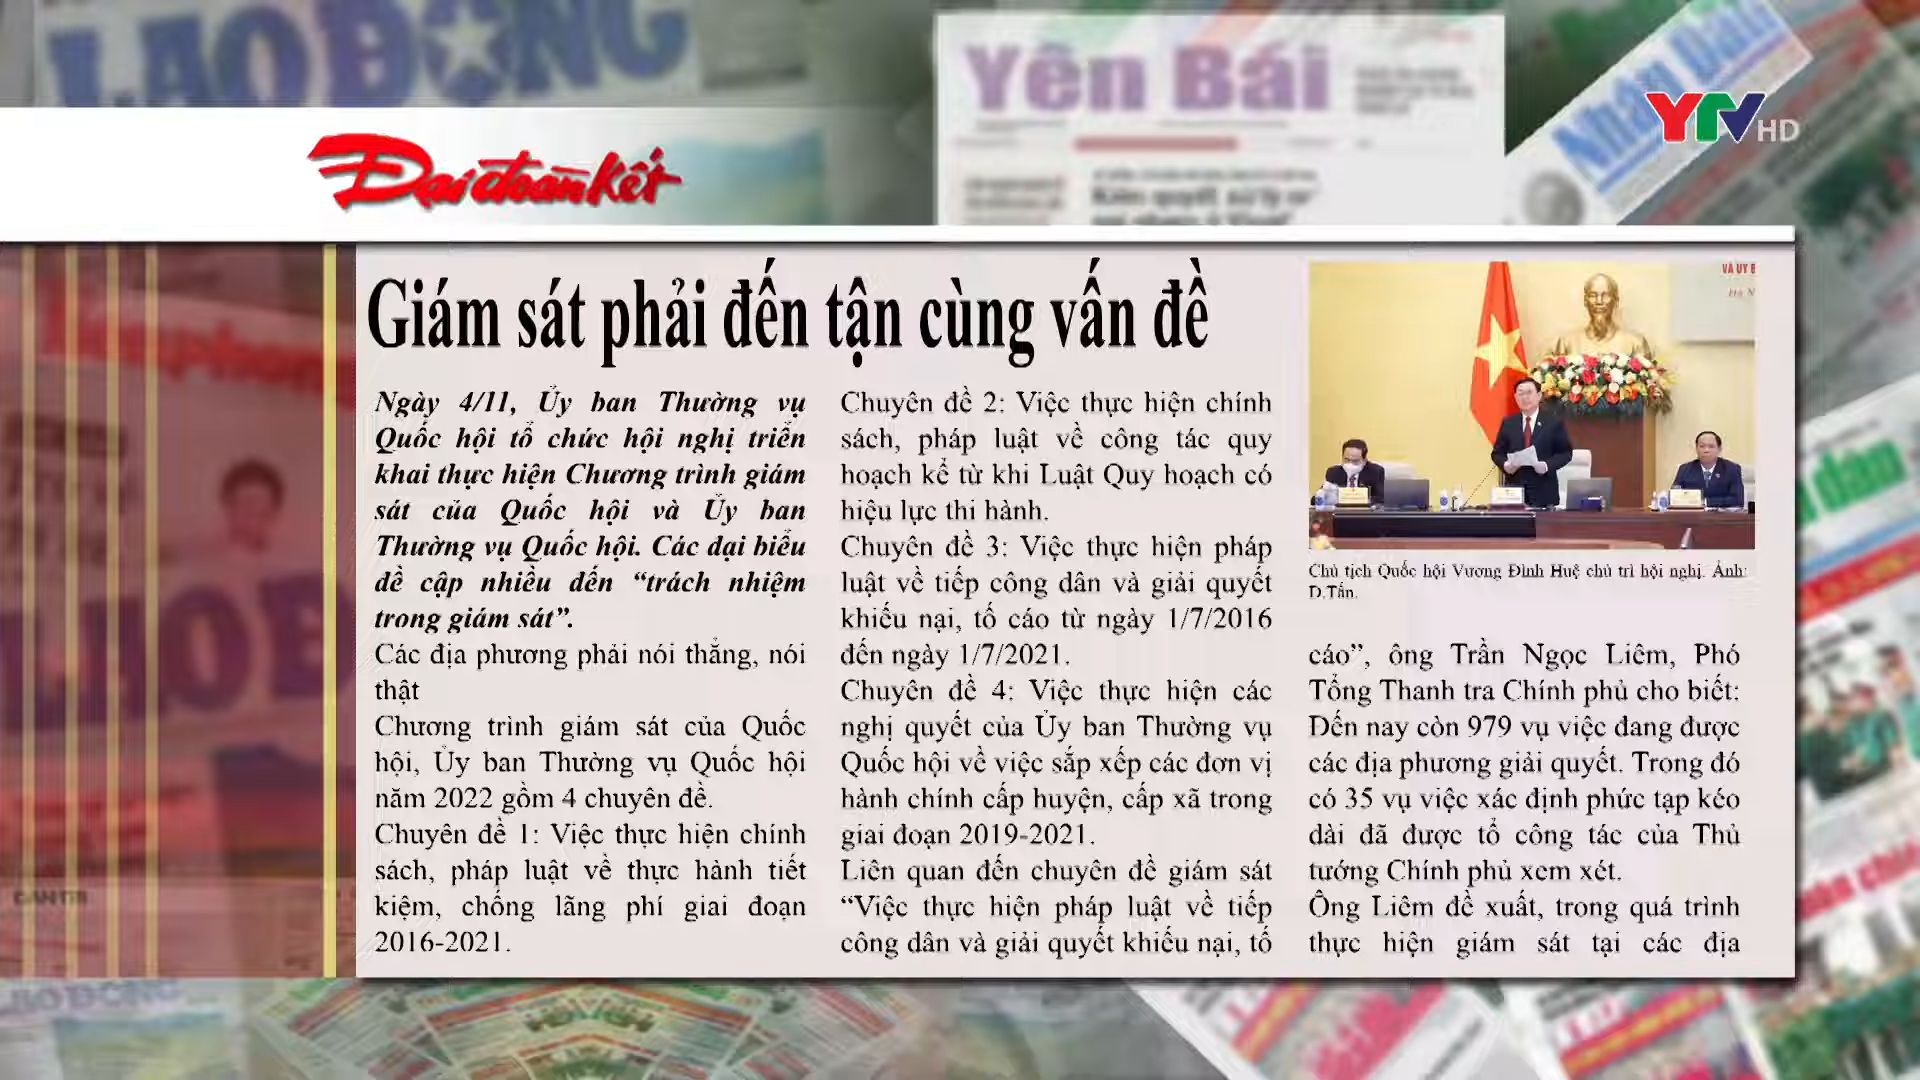 LAO ĐỘNG
Yên Bái
Nhân Dân
YTV HD
Đại đoàn kết
Giám sát phải đến tận cùng vấn đề
Ngày 4/11, Ủy ban Thường vụ
Quốc hội tổ chức hội nghị triển
khai thực hiện Chương trình giám
sát của Quốc hội và Ủy ban
Thường vụ Quốc hội. Các đại biểu
đề cập nhiều đến “trách nhiệm
trong giám sát”.
Các địa phương phải nói thẳng, nói
thật
Chương trình giám sát của Quốc
hội, Ủy ban Thường vụ Quốc hội
năm 2022 gồm 4 chuyên đề.
Chuyên đề 1: Việc thực hiện chính
sách, pháp luật về thực hành tiết
kiệm, chống lãng phí giai đoạn
2016-2021.
Chuyên đề 2: Việc thực hiện chính
sách, pháp luật về công tác quy
hoạch kể từ khi Luật Quy hoạch có
hiệu lực thi hành.
Chuyên đề 3: Việc thực hiện pháp
luật về tiếp công dân và giải quyết
khiếu nại, tố cáo từ ngày 1/7/2016
đến ngày 1/7/2021.
Chuyên đề 4: Việc thực hiện các
nghị quyết của Ủy ban Thường vụ
Quốc hội về việc sắp xếp các đơn vị
hành chính cấp huyện, cấp xã trong
giai đoạn 2019-2021.
Liên quan đến chuyên đề giám sát
“Việc thực hiện pháp luật về tiếp
công dân và giải quyết khiếu nại, tố
VÀ UY B
Hà N
Chủ tịch Quốc hội Vương Đình Huệ chủ trì hội nghị. Ảnh:
D.Tấn.
cáo”, ông Trần Ngọc Liêm, Phó
Tổng Thanh tra Chính phủ cho biết:
Đến nay còn 979 vụ việc đang được
các địa phương giải quyết. Trong đó
có 35 vụ việc xác định phức tạp kéo
dài đã được tổ công tác của Thủ
tướng Chính phủ xem xét.
Ông Liêm đề xuất, trong quá trình
thực hiện giám sát tại các địa